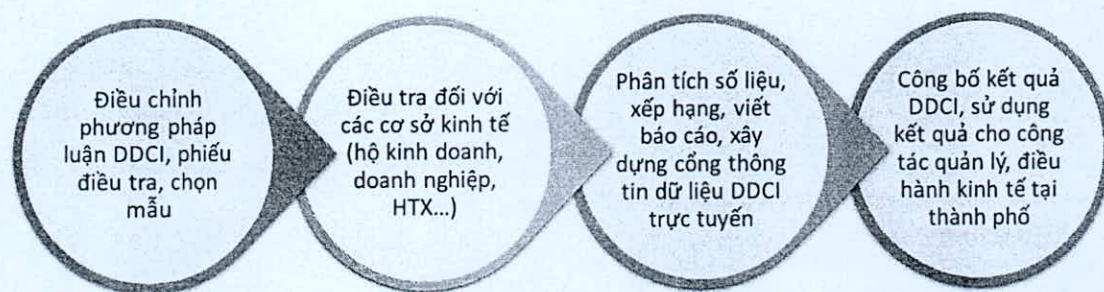 Điều chỉnh
phương pháp
luận DDCI, phiếu
điều tra, chọn
mẫu
Điều tra đối với
các cơ sở kinh tế
(hộ kinh doanh,
doanh nghiệp,
HTX...)
Phân tích số liệu,
xếp hạng, viết
báo cáo, xây
dựng cổng thông
tin dữ liệu DDCI
trực tuyến
Công bố kết quả
DDCI, sử dụng
kết quả cho công
tác quản lý, điều
hành kinh tế tại
thành phố